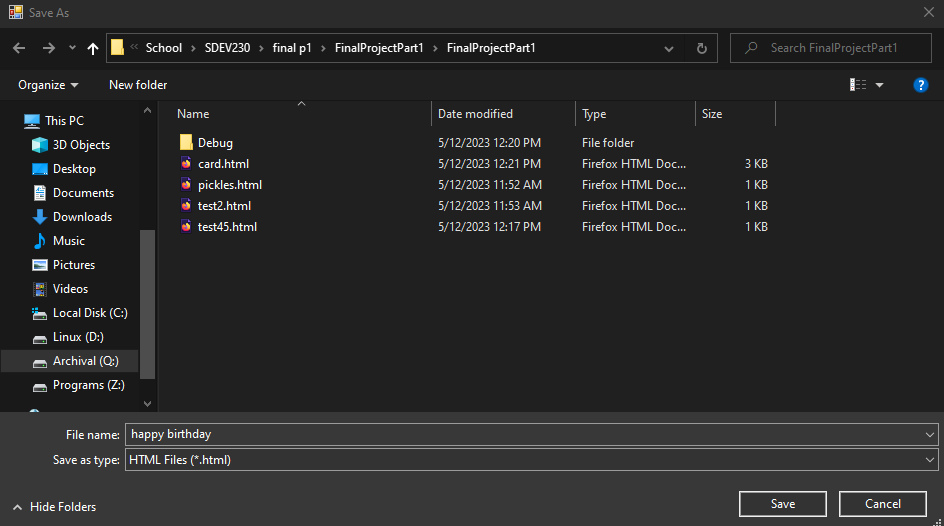 Save As
School SDEV230 final p1 FinalProjectPart1 FinalProjectPart1
Search FinalProjectPart1
Organize New folder
?
This PC
3D Objects
Desktop
Documents
Downloads
Music
Pictures
Videos
Local Disk (C:)
Linux (D:)
Archival (Q:)
Programs (Z:)
Name Date modified Type Size
Debug 5/12/2023 12:20 PM File folder
card.html 5/12/2023 12:21 PM Firefox HTML Doc... 3 KB
pickles.html 5/12/2023 11:52 AM Firefox HTML Doc... 1 KB
test2.html 5/12/2023 11:53 AM Firefox HTML Doc... 1 KB
test45.html 5/12/2023 12:17 PM Firefox HTML Doc... 1 KB
File name: happy birthday
Save as type: HTML Files (*.html)
Hide Folders
Save Cancel